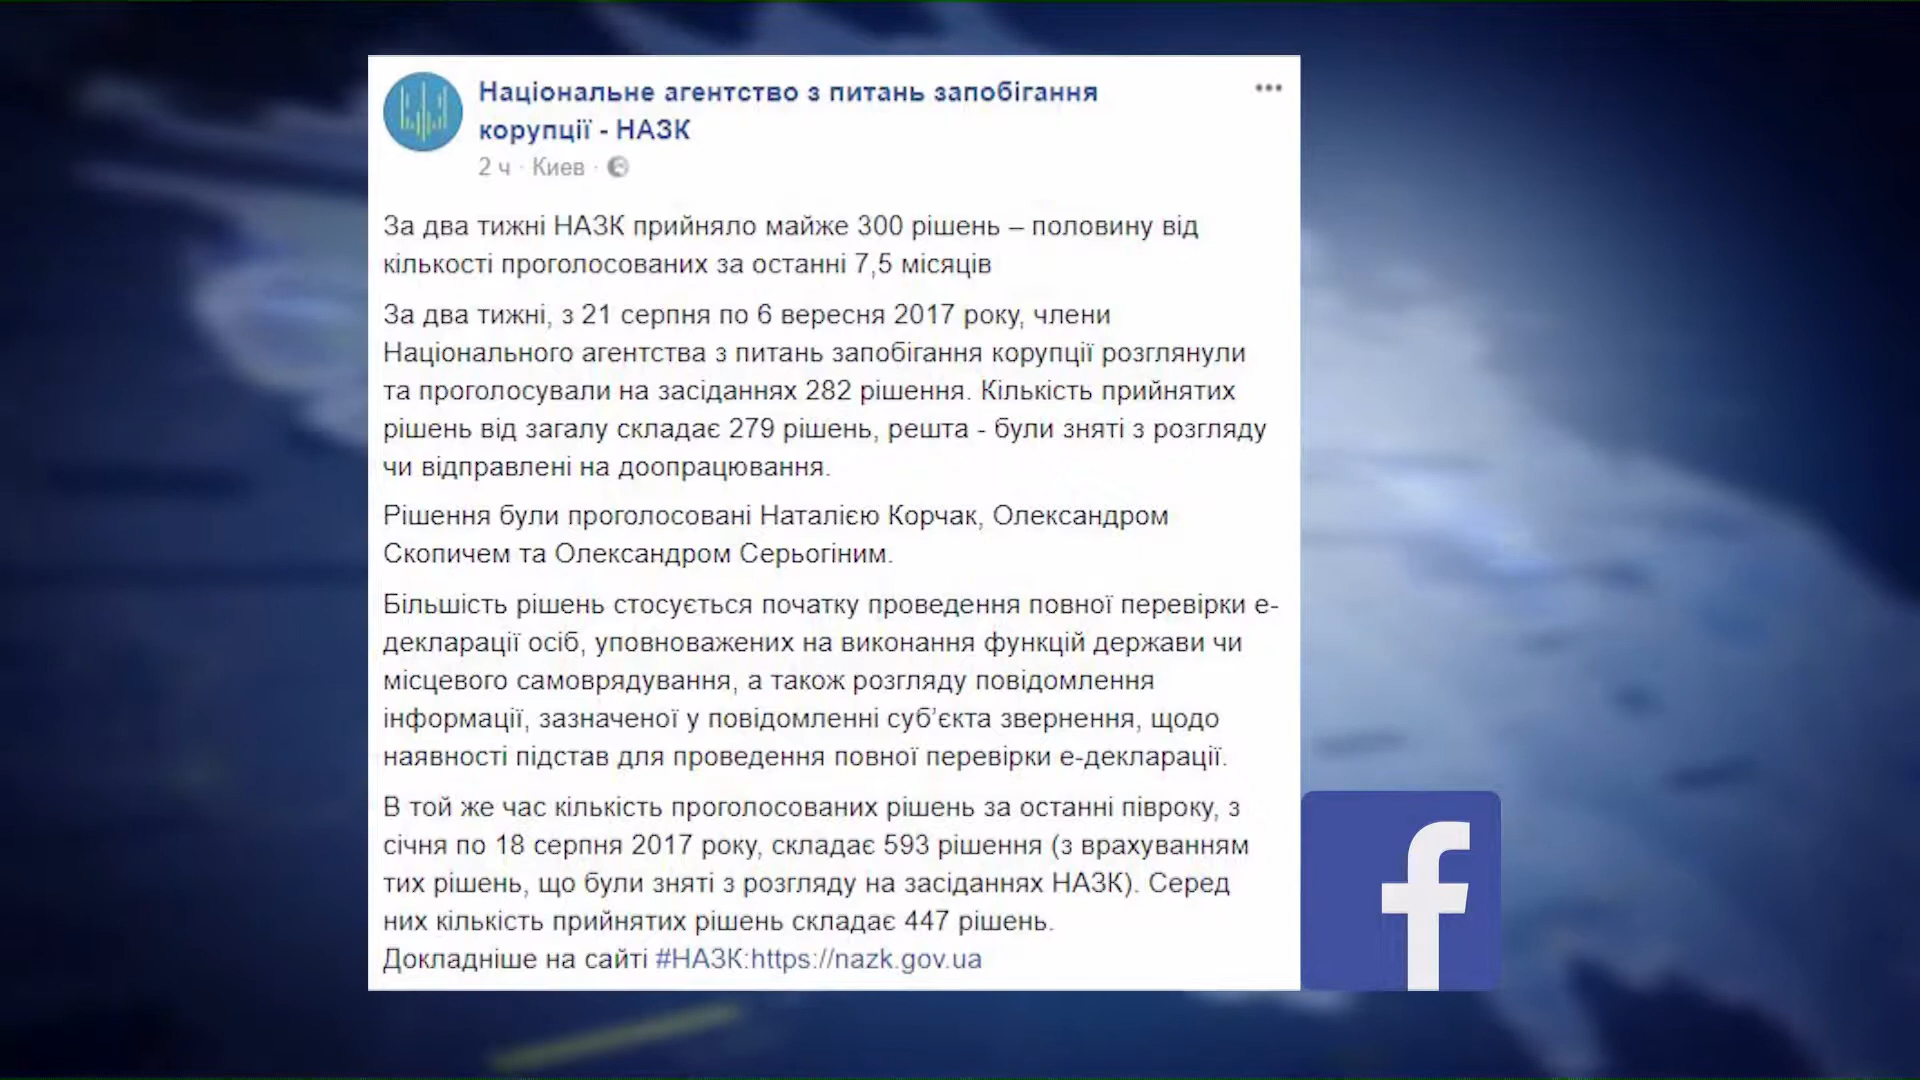 Національне агентство з питань запобігання
корупції - НАЗК
2 ч · Киев ·
За два тижні НАЗК прийняло майже 300 рішень – половину від
кількості проголосованих за останні 7,5 місяців
За два тижні, з 21 серпня по 6 вересня 2017 року, члени
Національного агентства з питань запобігання корупції розглянули
та проголосували на засіданнях 282 рішення. Кількість прийнятих
рішень від загалу складає 279 рішень, решта - були зняті з розгляду
чи відправлені на доопрацювання.
Рішення були проголосовані Наталією Корчак, Олександром
Скопичем та Олександром Серьогіним.
Більшість рішень стосується початку проведення повної перевірки е-
декларації осіб, уповноважених на виконання функцій держави чи
місцевого самоврядування, а також розгляду повідомлення
інформації, зазначеної у повідомленні суб’єкта звернення, щодо
наявності підстав для проведення повної перевірки е-декларації.
В той же час кількість проголосованих рішень за останні півроку, з
січня по 18 серпня 2017 року, складає 593 рішення (з врахуванням
тих рішень, що були зняті з розгляду на засіданнях НАЗК). Серед
них кількість прийнятих рішень складає 447 рішень.
Докладніше на сайті #НАЗК:https://nazk.gov.ua
f